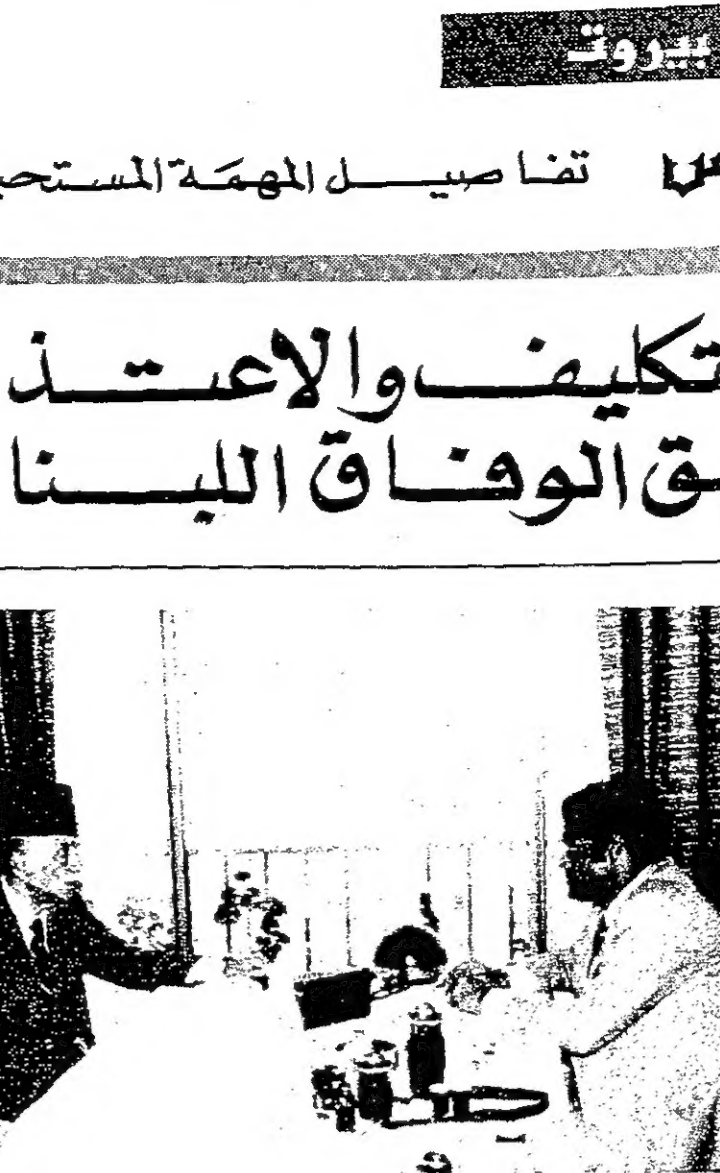 بيروت
تفاصيل المهمة المستحي
تكليف والاعتذ
ق الوفاق اللبنا